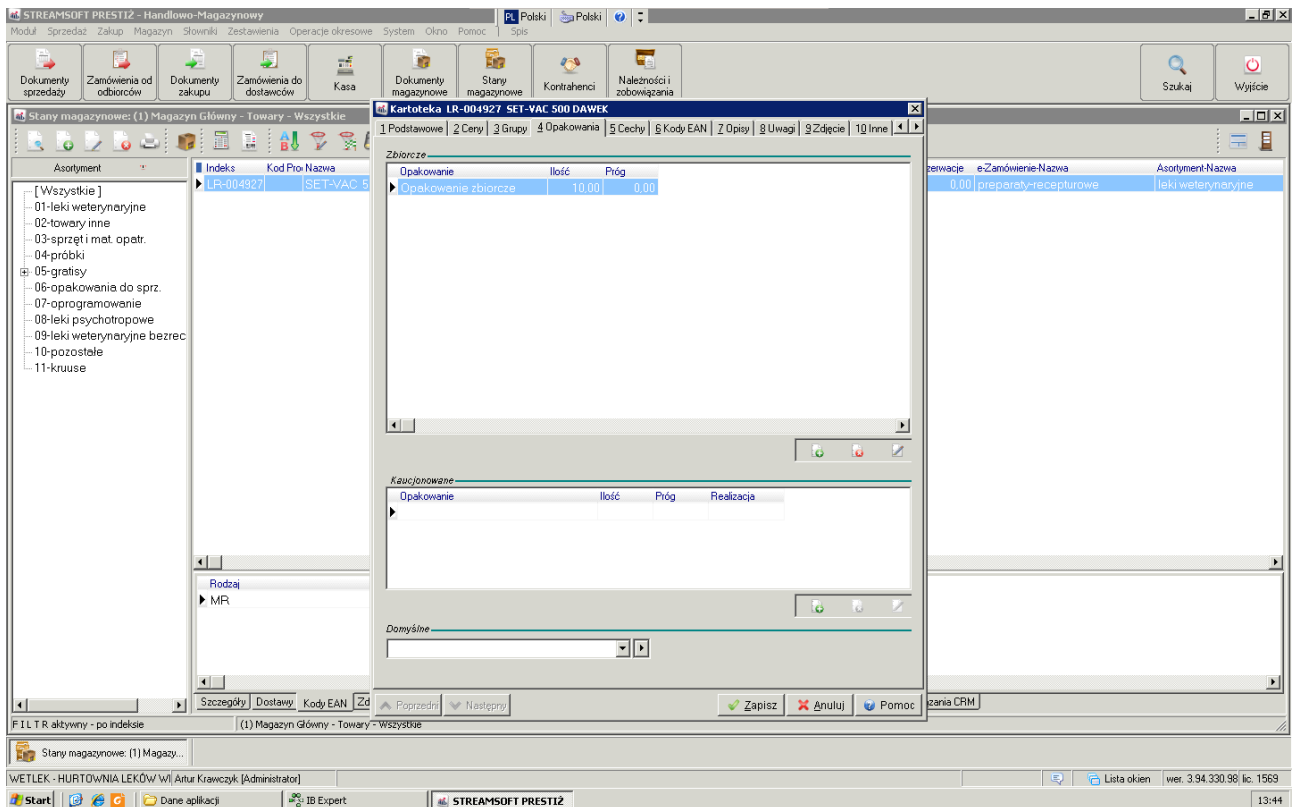 STREAMSOFT PRESTIŻ - Handlowo-Magazynowy
PL Polski Polski
Moduł Sprzedaż Zakup Magazyn Słowniki Zestawienia Operacje okresowe System Okno Pomoc Spis
Dokumenty sprzedaży
Zamówienia od odbiorców
Dokumenty zakupu
Zamówienia do dostawców
Kasa
Dokumenty magazynowe
Stany magazynowe
Kontrahenci
Należności i zobowiązania
Szukaj
Wyjście
Stany magazynowe: (1) Magazyn Główny - Towary - Wszystkie
Asortyment
[Wszystkie]
01-leki weterynaryjne
02-towary inne
03-sprzęt i mat. opatr.
04-próbki
05-gratisy
06-opakowania do sprz.
07-oprogramowanie
08-leki psychotropowe
09-leki weterynaryjne bezrec
10-pozostałe
11-kruuse
Indeks Kod Pro Nazwa
LR-004927 SET-VAC 5
Rodzaj
MR
Szczegóły Dostawy Kody EAN Zd
Kartoteka LR-004927 SET-VAC 500 DAWEK
1 Podstawowe 2 Ceny 3 Grupy 4 Opakowania 5 Cechy 6 Kody EAN 7 Opisy 8 Uwagi 9 Zdjęcie 10 Inne
Zbiorcze
Opakowanie Ilość Próg
Opakowanie zbiorcze 10,00 0,00
Kaucjonowane
Opakowanie Ilość Próg Realizacja
Domyślne
Poprzedni Następny Zapisz Anuluj Pomoc
zerwacje e-Zamówienie-Nazwa Asortyment-Nazwa
0,00 preparaty-recepturowe leki weterynaryjne
zania CRM
FILTR aktywny - po indeksie (1) Magazyn Główny - Towary - Wszystkie
Stany magazynowe: (1) Magazy...
WETLEK - HURTOWNIA LEKÓW WI Artur Krawczyk [Administrator] Lista okien wer. 3.94.330.98 lic. 1569
Start Dane aplikacji IB Expert STREAMSOFT PRESTIŻ 13:44